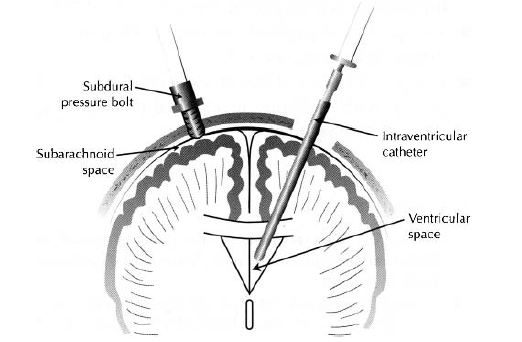 Subdural
pressure bolt
Subarachnoid
space
Intraventricular
catheter
Ventricular
space